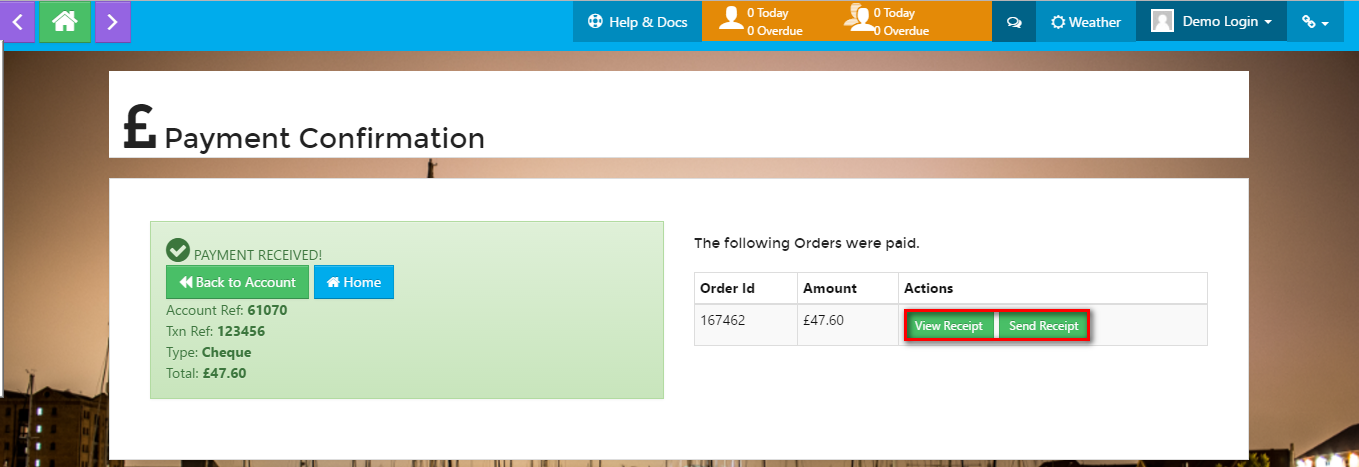 Help & Docs
0 Today
0 Overdue
0 Today
0 Overdue
Weather
Demo Login
£ Payment Confirmation
PAYMENT RECEIVED!
Back to Account
Home
Account Ref: 61070
Txn Ref: 123456
Type: Cheque
Total: £47.60
The following Orders were paid.
Order Id Amount Actions
167462 £47.60 View Receipt Send Receipt